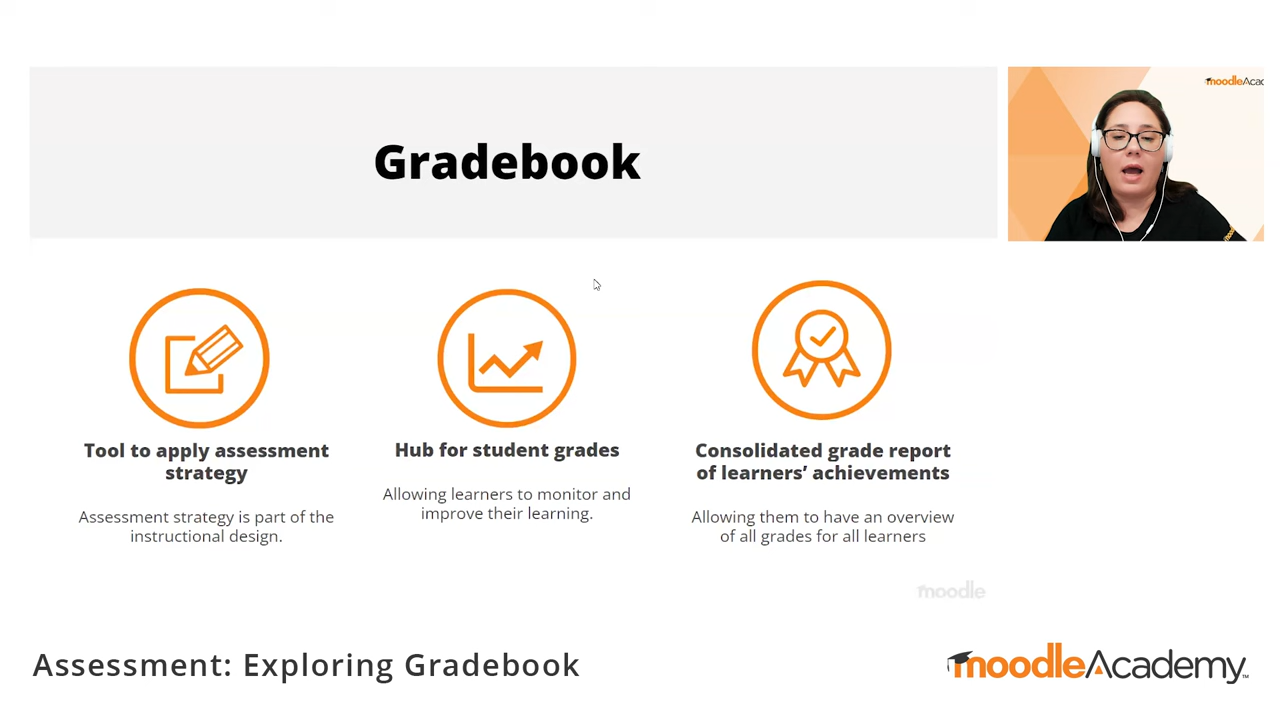 Gradebook
moodleAcad
Tool to apply assessment
strategy
Assessment strategy is part of the
instructional design.
Hub for student grades
Allowing learners to monitor and
improve their learning.
Consolidated grade report
of learners’ achievements
Allowing them to have an overview
of all grades for all learners
moodle
Assessment: Exploring Gradebook
moodleAcademy™